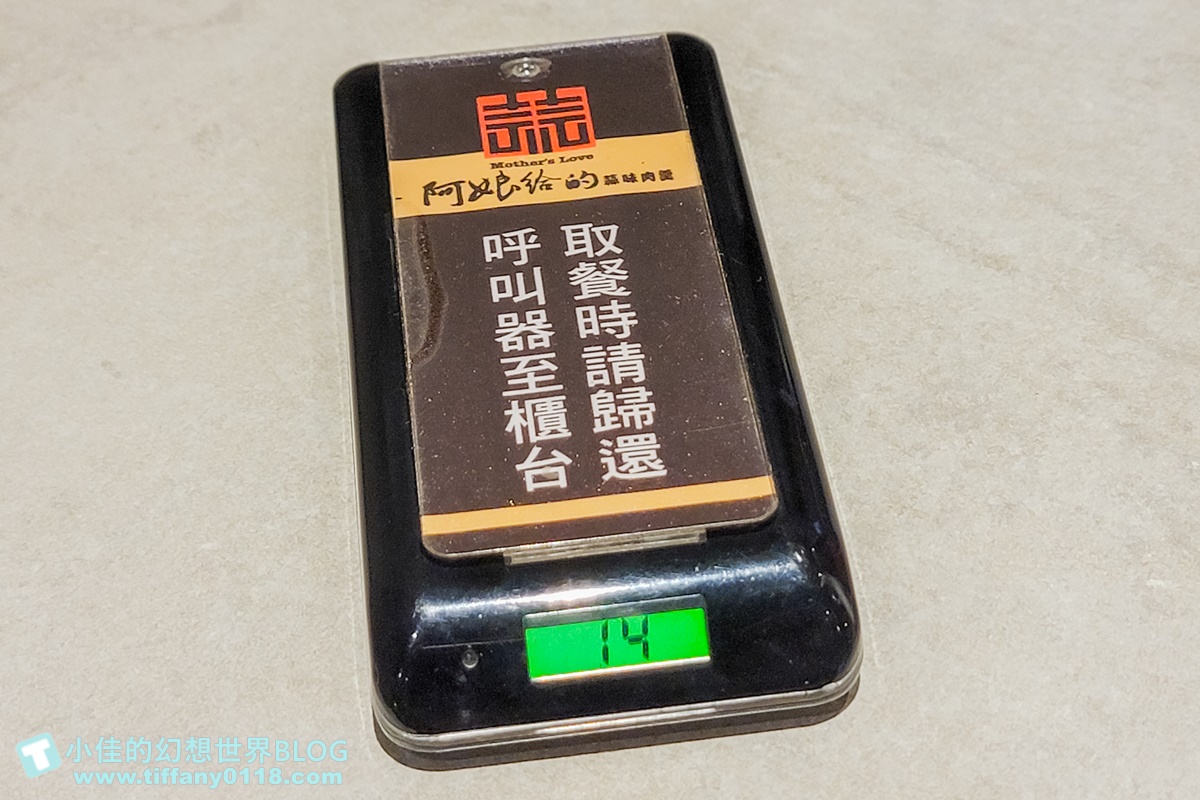 Mother's Love
阿娘給的蒜味肉羹
取餐時請歸還
呼叫器至櫃台
14
小佳的幻想世界BLOG
www.tiffany0118.com